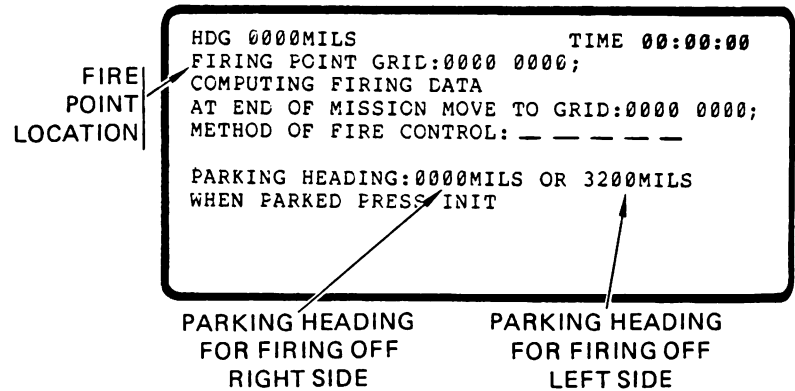 HDG 0000MILS TIME 00:00:00
FIRING POINT GRID:0000 0000;
COMPUTING FIRING DATA
AT END OF MISSION MOVE TO GRID:0000 0000;
METHOD OF FIRE CONTROL: _ _ _ _ _
PARKING HEADING:0000MILS OR 3200MILS
WHEN PARKED PRESS INIT
FIRE
POINT
LOCATION
PARKING HEADING
FOR FIRING OFF
RIGHT SIDE
PARKING HEADING
FOR FIRING OFF
LEFT SIDE